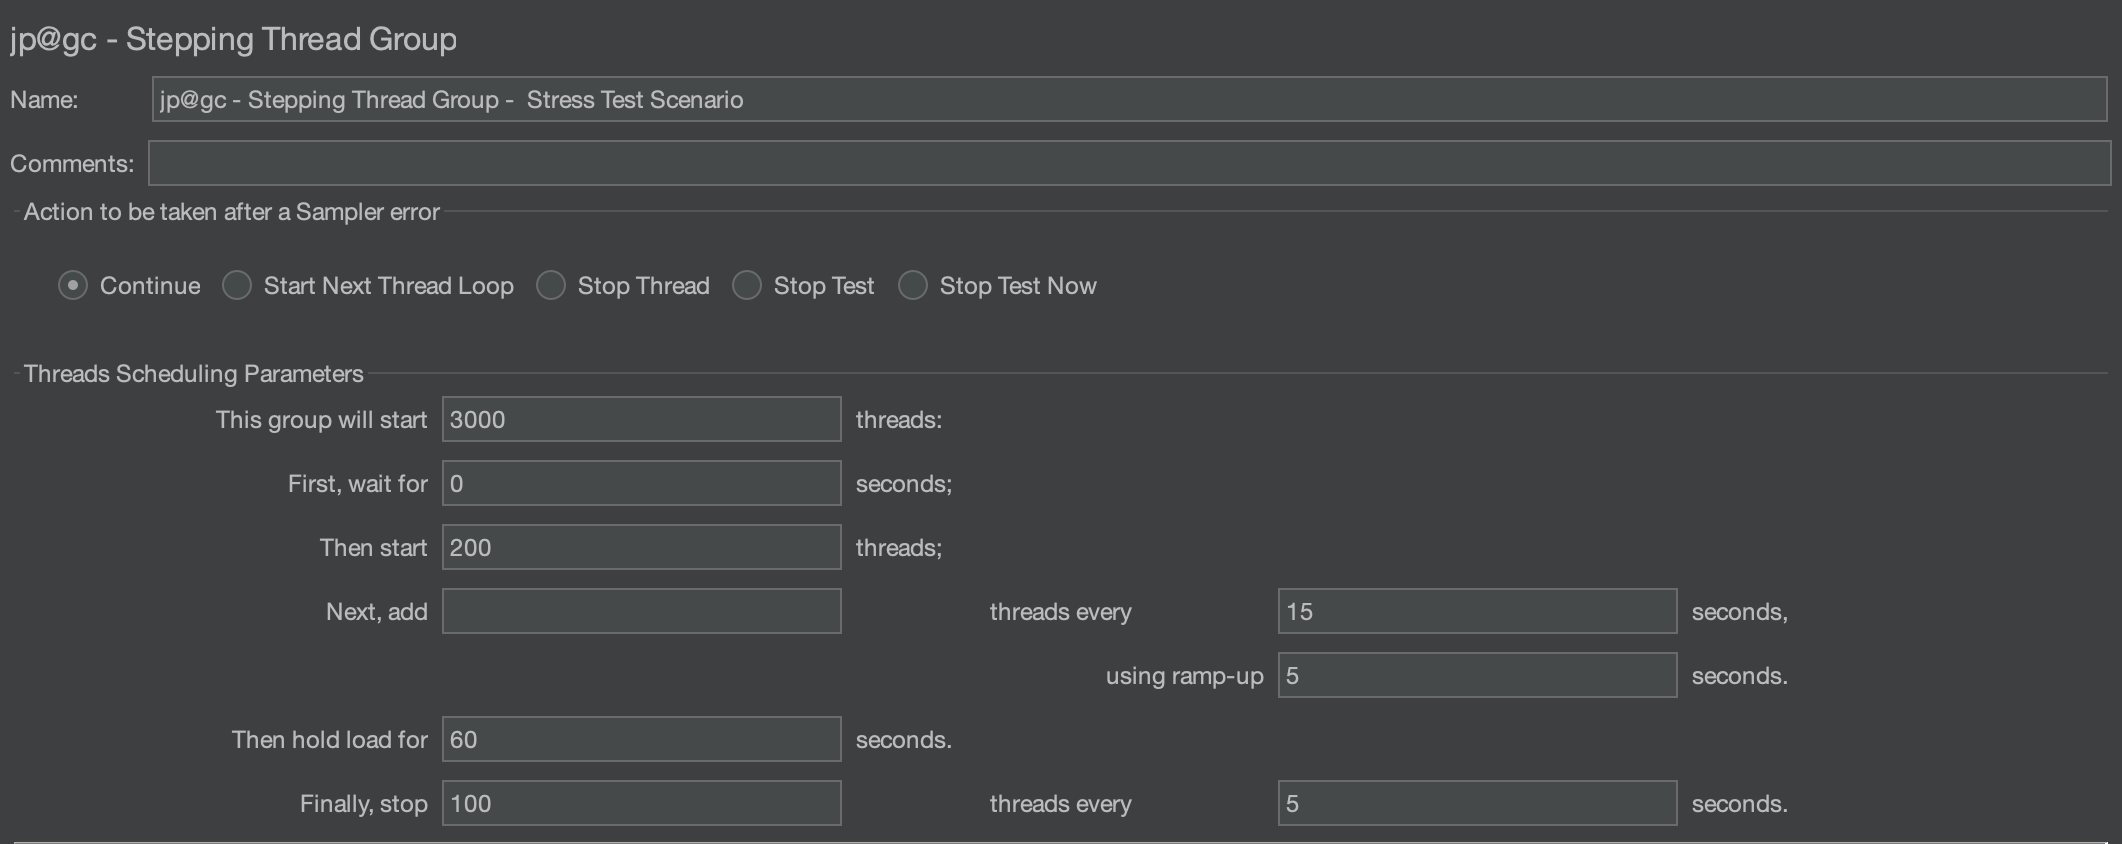 jp@gc - Stepping Thread Group
Name: jp@gc - Stepping Thread Group -  Stress Test Scenario
Comments:
Action to be taken after a Sampler error
Continue Start Next Thread Loop Stop Thread Stop Test Stop Test Now
Threads Scheduling Parameters
This group will start 3000 threads:
First, wait for 0 seconds;
Then start 200 threads;
Next, add threads every 15 seconds,
using ramp-up 5 seconds.
Then hold load for 60 seconds.
Finally, stop 100 threads every 5 seconds.